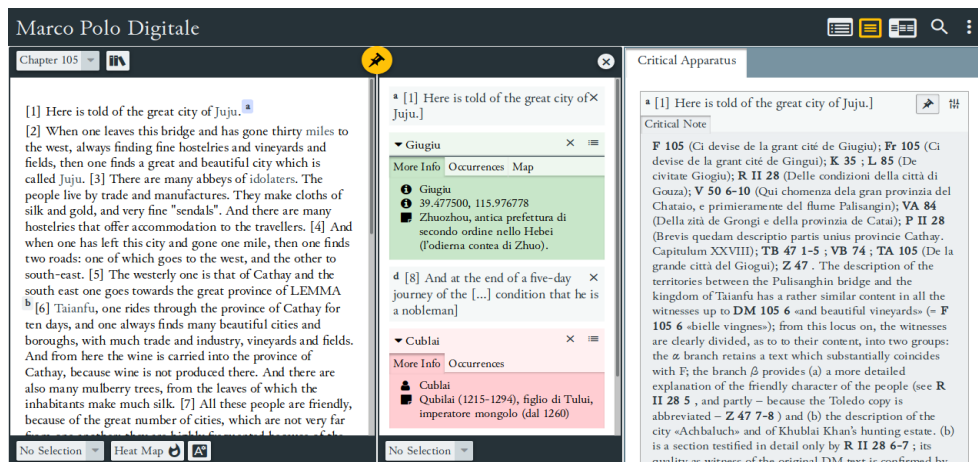 Marco Polo Digitale
Chapter 105
[1] Here is told of the great city of Juju. a
[2] When one leaves this bridge and has gone thirty miles to
the west, always finding fine hostelries and vineyards and
fields, then one finds a great and beautiful city which is
called Juju. [3] There are many abbeys of idolaters. The
people live by trade and manufactures. They make cloths of
silk and gold, and very fine "sendals". And there are many
hostelries that offer accommodation to the travellers. [4] And
when one has left this city and gone one mile, then one finds
two roads: one of which goes to the west, and the other to
south-east. [5] The westerly one is that of Cathay and the
south east one goes towards the great province of LEMMA
b [6] Taianfu, one rides through the province of Cathay for
ten days, and one always finds many beautiful cities and
boroughs, with much trade and industry, vineyards and fields.
And from here the wine is carried into the province of
Cathay, because wine is not produced there. And there are
also many mulberry trees, from the leaves of which the
inhabitants make much silk. [7] All these people are friendly,
because of the great number of cities, which are not very far
No Selection
Heat Map
A
a [1] Here is told of the great city of
Juju.]
Giugiu
More Info Occurrences Map
Giugiu
39.477500, 115.976778
Zhuozhou, antica prefettura di
secondo ordine nello Hebei
(l'odierna contea di Zhuo).
d [8] And at the end of a five-day
journey of the [...] condition that he is
a nobleman]
Cublai
More Info Occurrences
Cublai
Qubilai (1215-1294), figlio di Tului,
imperatore mongolo (dal 1260)
No Selection
Critical Apparatus
a [1] Here is told of the great city of Juju.]
Critical Note
F 105 (Ci devise de la grant cité de Giugiu); Fr 105 (Ci
devise de la grant cité de Gingui); K 35 ; L 85 (De
civitate Giogiu); R II 28 (Delle condizioni della città di
Gouza); V 50 6-10 (Qui chomenza dela gran provinzia del
Chataio, e primieramente del flume Palisangin); VA 84
(Della zità de Grongi e della provinzia de Catai); P II 28
(Brevis quedam descriptio partis unius provincie Cathay.
Capitulum XXVIII); TB 47 1-5 ; VB 74 ; TA 105 (De la
grande città del Giogui); Z 47 . The description of the
territories between the Pulisanghin bridge and the
kingdom of Taianfu has a rather similar content in all the
witnesses up to DM 105 6 «and beautiful vineyards» (= F
105 6 «bielle vingnes»); from this locus on, the witnesses
are clearly divided, as to to their content, into two groups:
the α branch retains a text which substantially coincides
with F; the branch β provides (a) a more detailed
explanation of the friendly character of the people (see R
II 28 5 , and partly – because the Toledo copy is
abbreviated – Z 47 7-8 ) and (b) the description of the
city «Achbaluch» and of Khublai Khan's hunting estate. (b)
is a section testified in detail only by R II 28 6-7 ; its
quality as witness of the original DM text is confirmed by